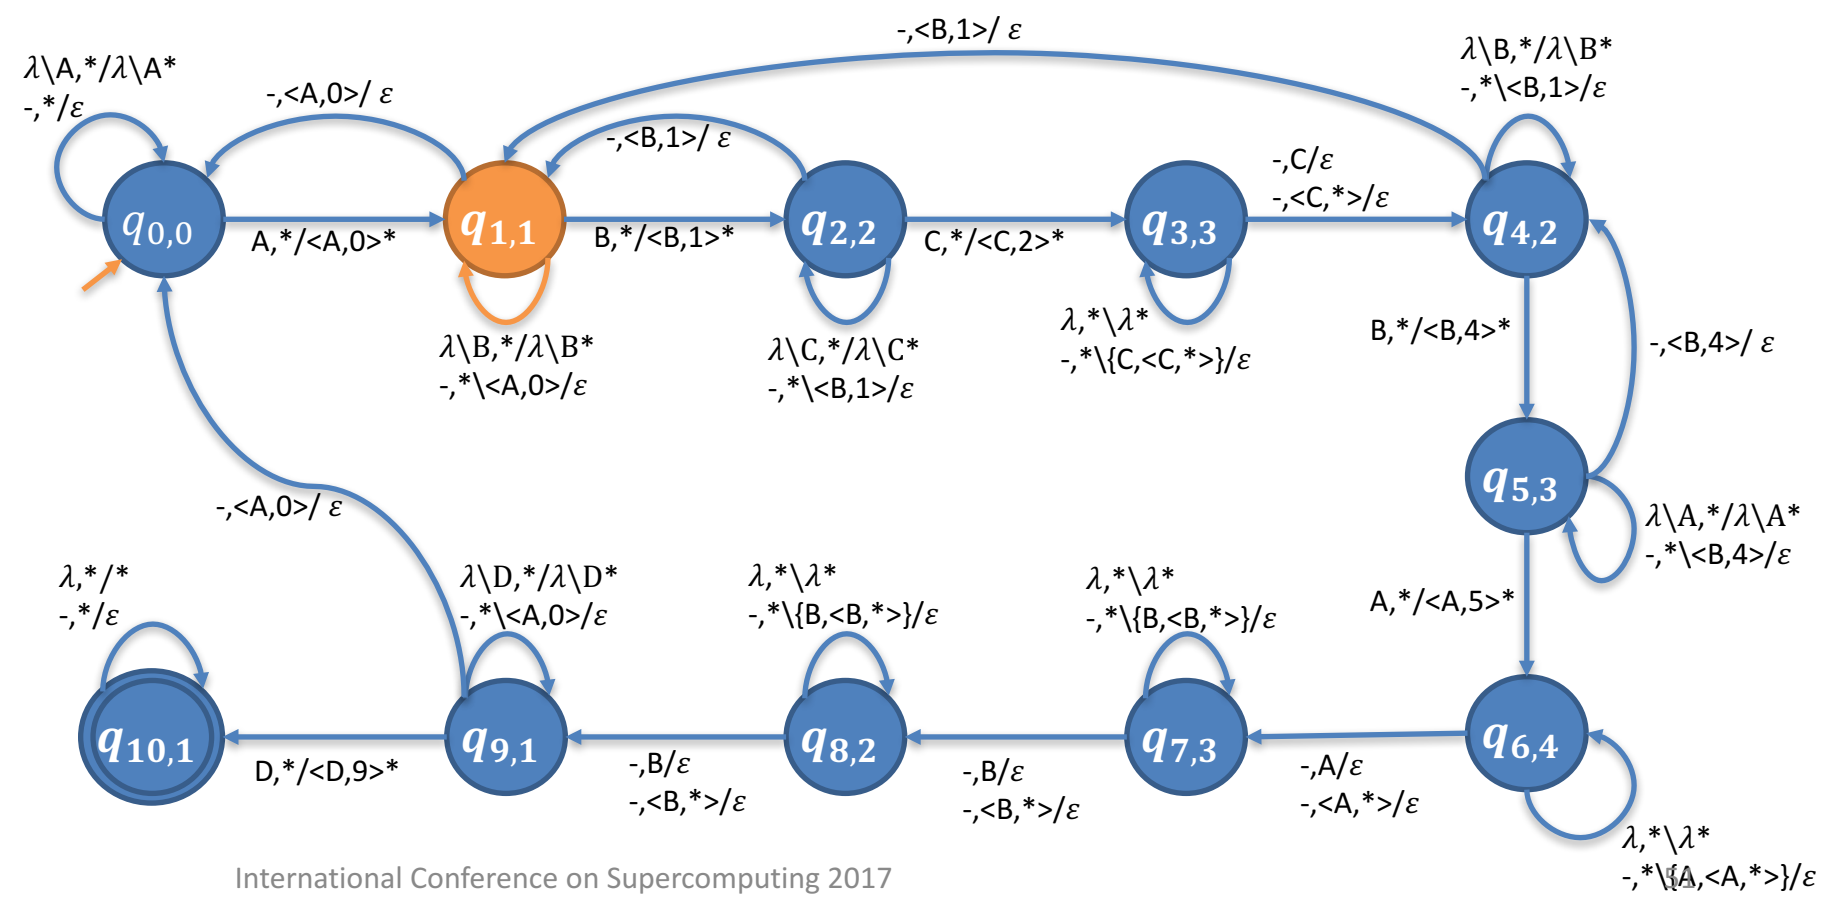 -,<B,1>/ ε
λ\A,*/λ\A*
-,*/ε
-,<A,0>/ ε
-,<B,1>/ ε
λ\B,*/λ\B*
-,*\<B,1>/ε
-,C/ε
-,<C,*>/ε
q0,0
A,*/<A,0>*
q1,1
B,*/<B,1>*
q2,2
C,*/<C,2>*
q3,3
q4,2
λ\B,*/λ\B*
-,*\<A,0>/ε
λ\C,*/λ\C*
-,*\<B,1>/ε
λ,*\λ*
-,*\{C,<C,*>}/ε
B,*/<B,4>*
-,<B,4>/ ε
q5,3
-,<A,0>/ ε
λ\A,*/λ\A*
-,*\<B,4>/ε
λ,*/*
-,*/ε
λ\D,*/λ\D*
-,*\<A,0>/ε
λ,*\λ*
-,*\{B,<B,*>}/ε
λ,*\λ*
-,*\{B,<B,*>}/ε
A,*/<A,5>*
q10,1
D,*/<D,9>*
q9,1
-,B/ε
-,<B,*>/ε
q8,2
-,B/ε
-,<B,*>/ε
q7,3
-,A/ε
-,<A,*>/ε
q6,4
λ,*\λ*
-,*\{A,<A,*>}/ε
International Conference on Supercomputing 2017
51